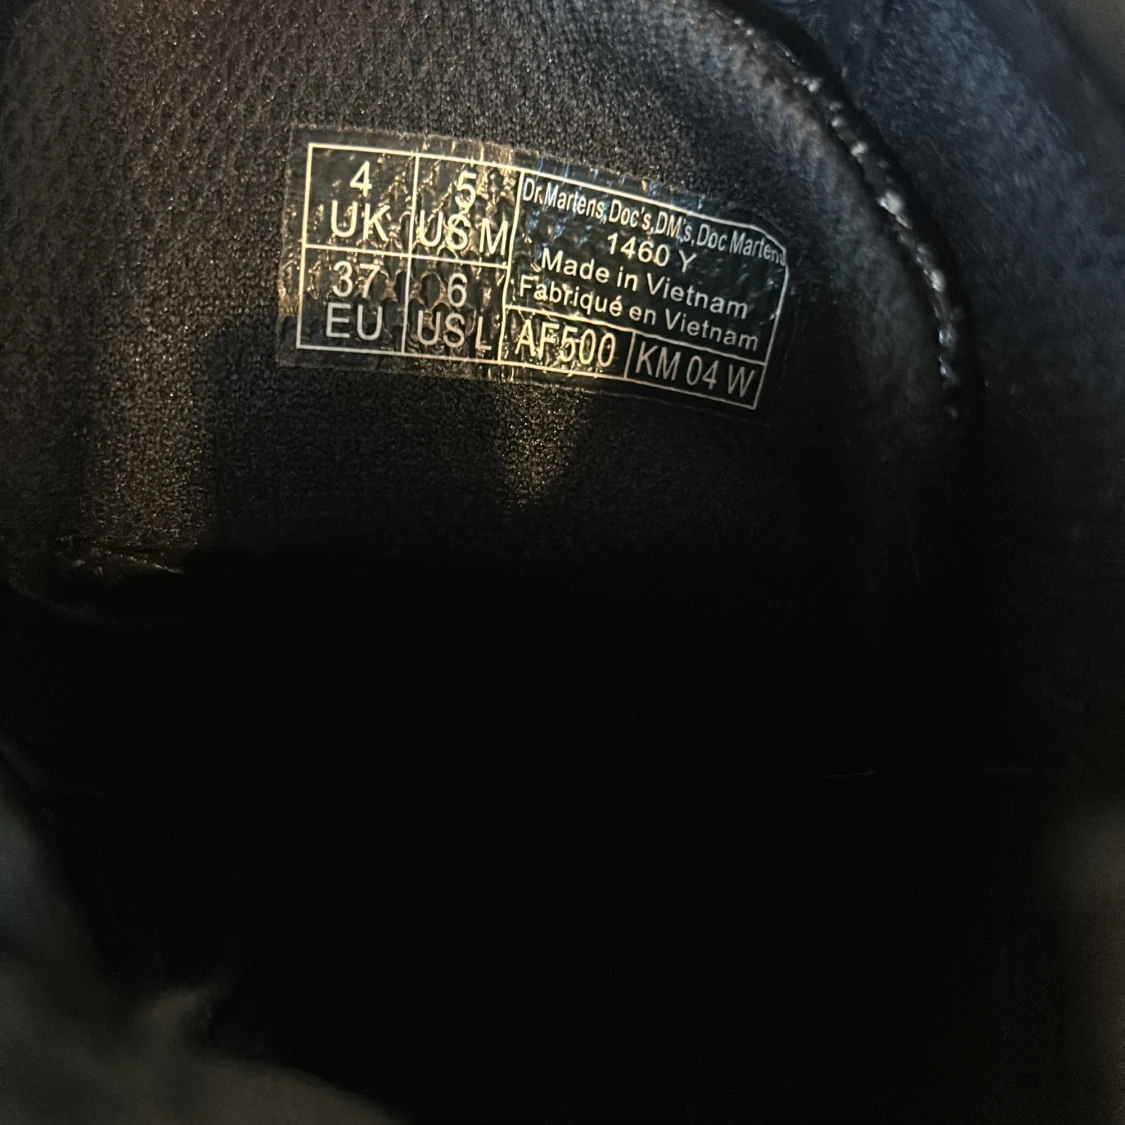 4
UK
5
US M
37
EU
6
US L
Dr.Martens,Doc's,DM's,Doc Martens
1460 Y
Made in Vietnam
Fabriqué en Vietnam
AF500
KM 04 W